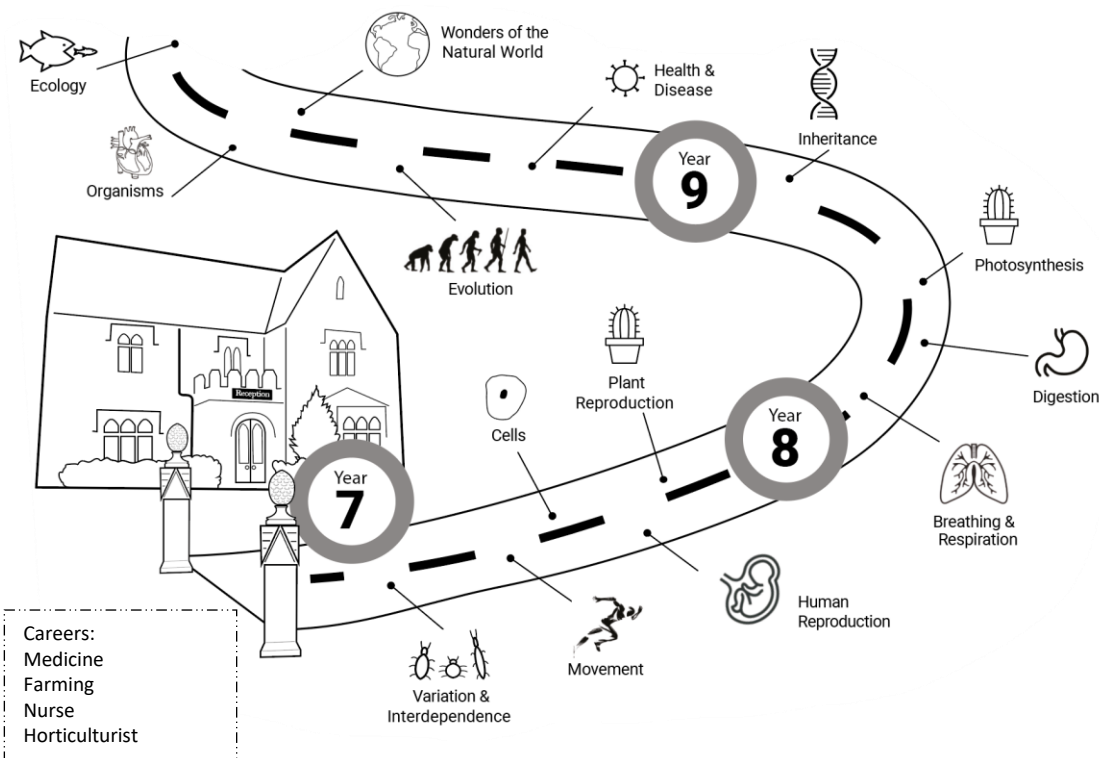 Wonders of the
Natural World
Ecology
Health &
Disease
Inheritance
Year
9
Organisms
Photosynthesis
Evolution
Plant
Reproduction
Digestion
Reception
Cells
Year
8
Year
7
Breathing &
Respiration
Human
Reproduction
Movement
Variation &
Interdependence
Careers:
Medicine
Farming
Nurse
Horticulturist